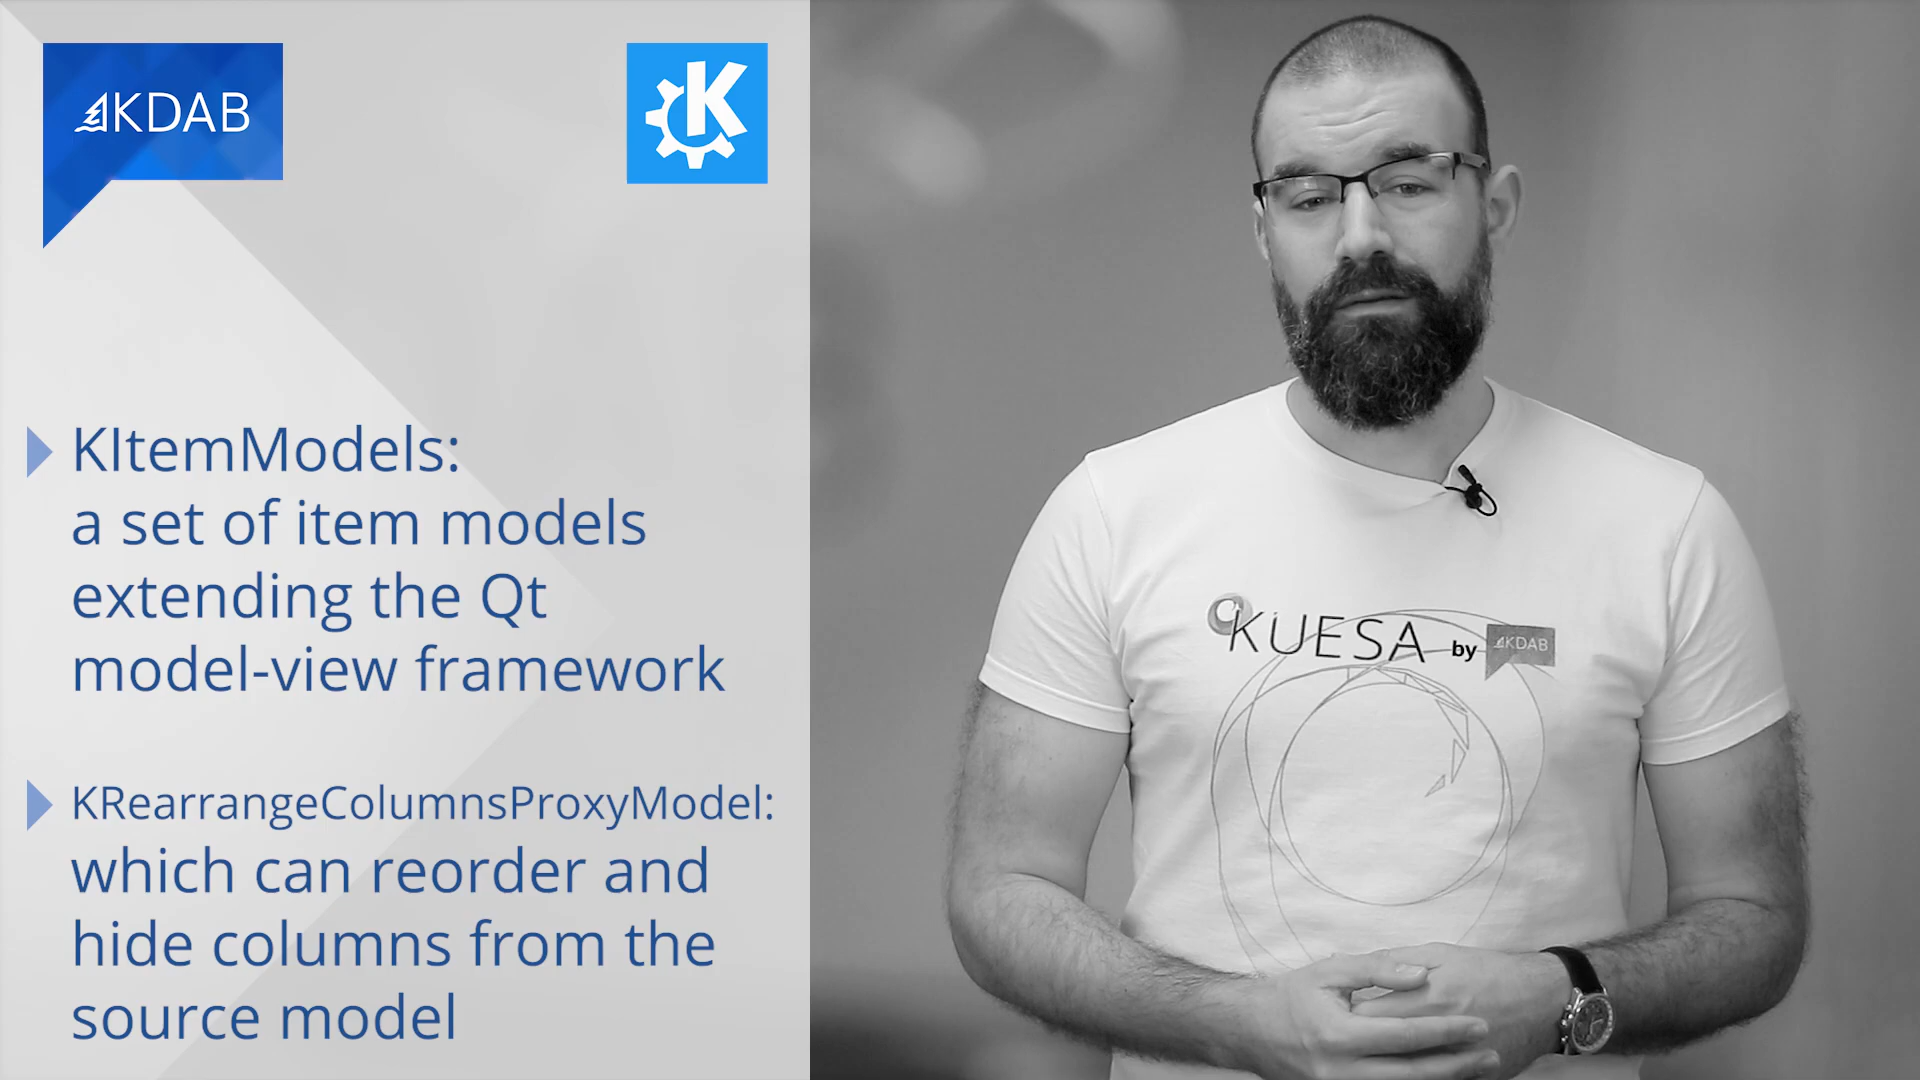 KDAB
K
KItemModels:
a set of item models
extending the Qt
model-view framework
KRearrangeColumnsProxyModel:
which can reorder and
hide columns from the
source model
KUESA by KDAB